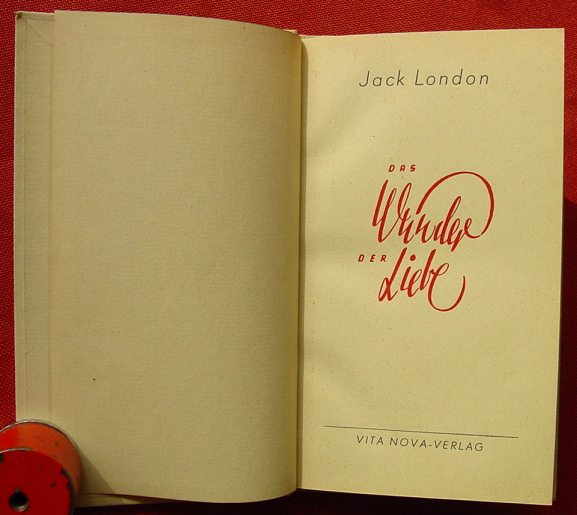 Jack London
DAS
Wunder
DER
Liebe
VITA NOVA-VERLAG